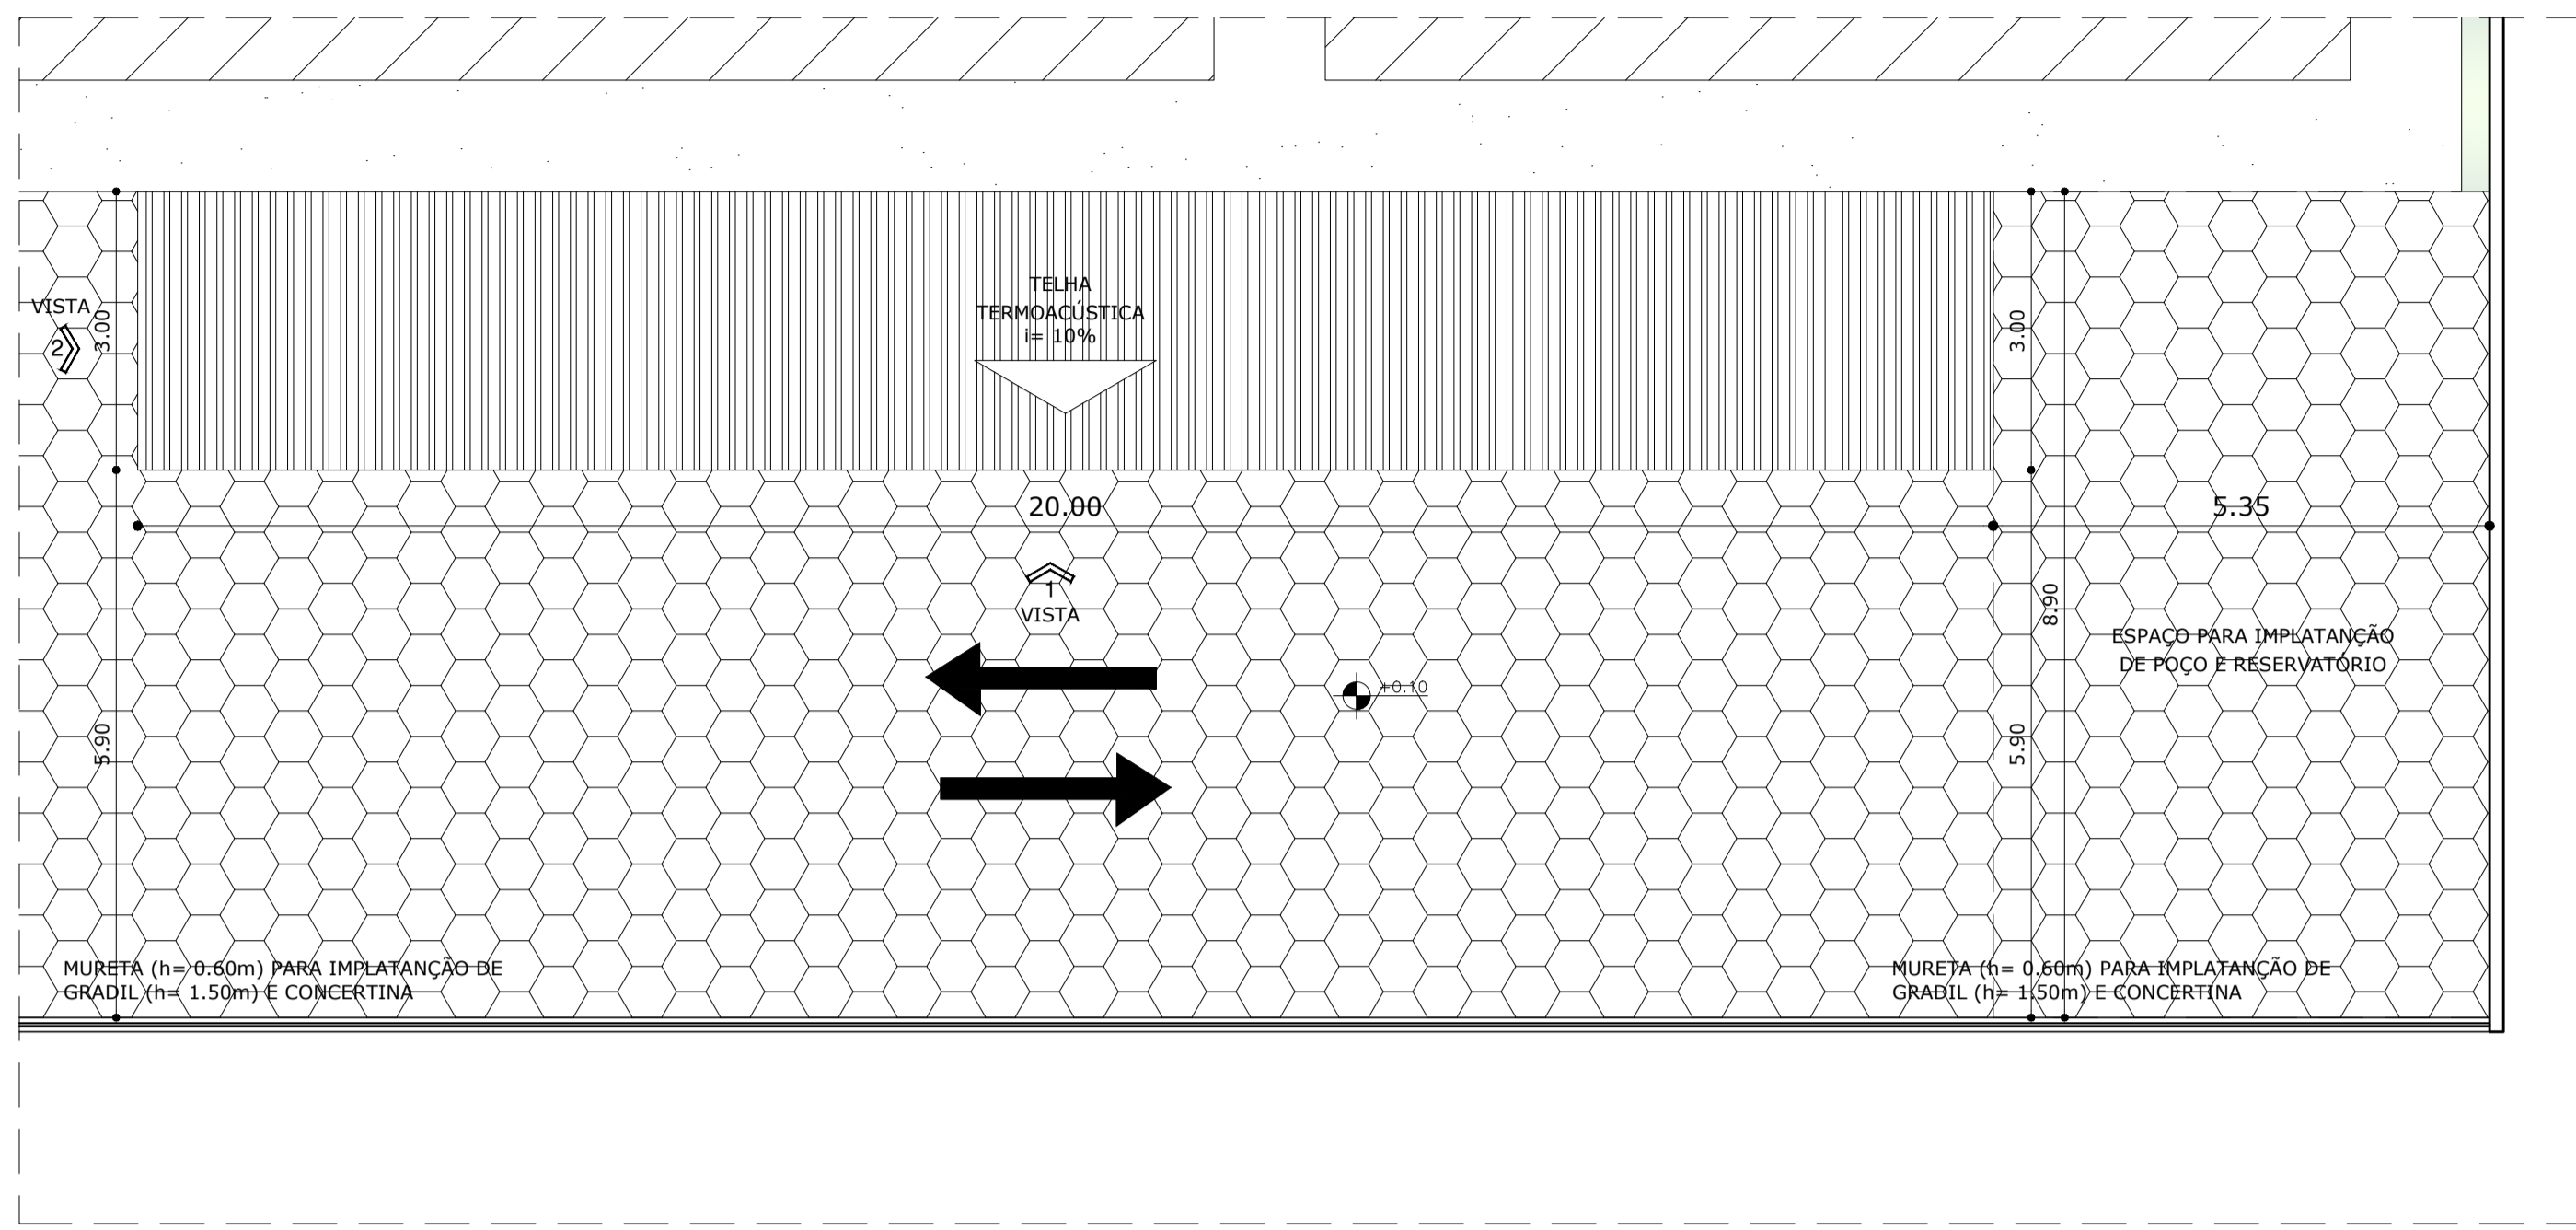 VISTA
2
3.00
TELHA
TERMOACÚSTICA
i= 10%
3.00
20.00
5.35
1
VISTA
8.90
ESPAÇO PARA IMPLATANÇÃO
DE POÇO E RESERVATÓRIO
+0.10
5.90
5.90
MURETA (h= 0.60m) PARA IMPLATANÇÃO DE
GRADIL (h= 1.50m) E CONCERTINA
MURETA (h= 0.60m) PARA IMPLATANÇÃO DE
GRADIL (h= 1.50m) E CONCERTINA